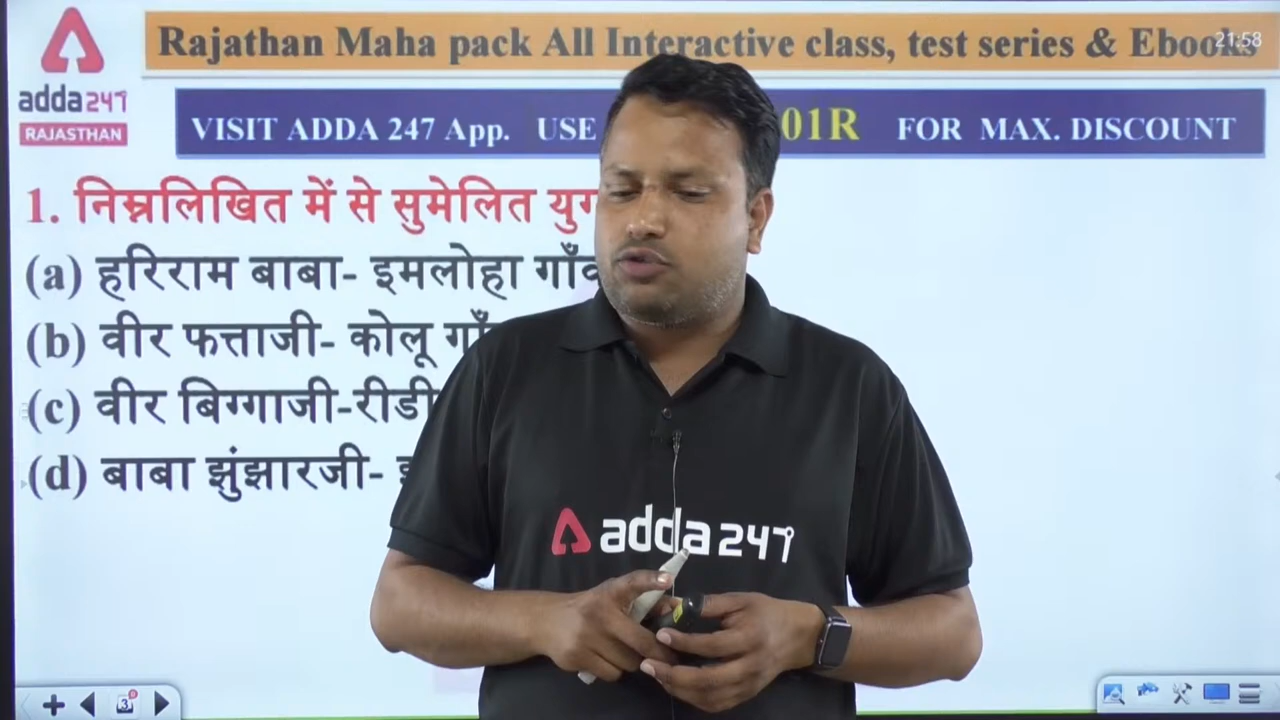 Rajathan Maha pack All Interactive class, test series & Ebooks
21:58
adda247
RAJASTHAN
VISIT ADDA 247 App. USE 01R FOR MAX. DISCOUNT
1. निम्नलिखित में से सुमेलित
(a) हरिराम बाबा- इमलोहा
(b) वीर फत्ताजी- कोलू
(c) वीर बिग्गाजी-रीडी
(d) बाबा झुंझारजी-
adda247
3